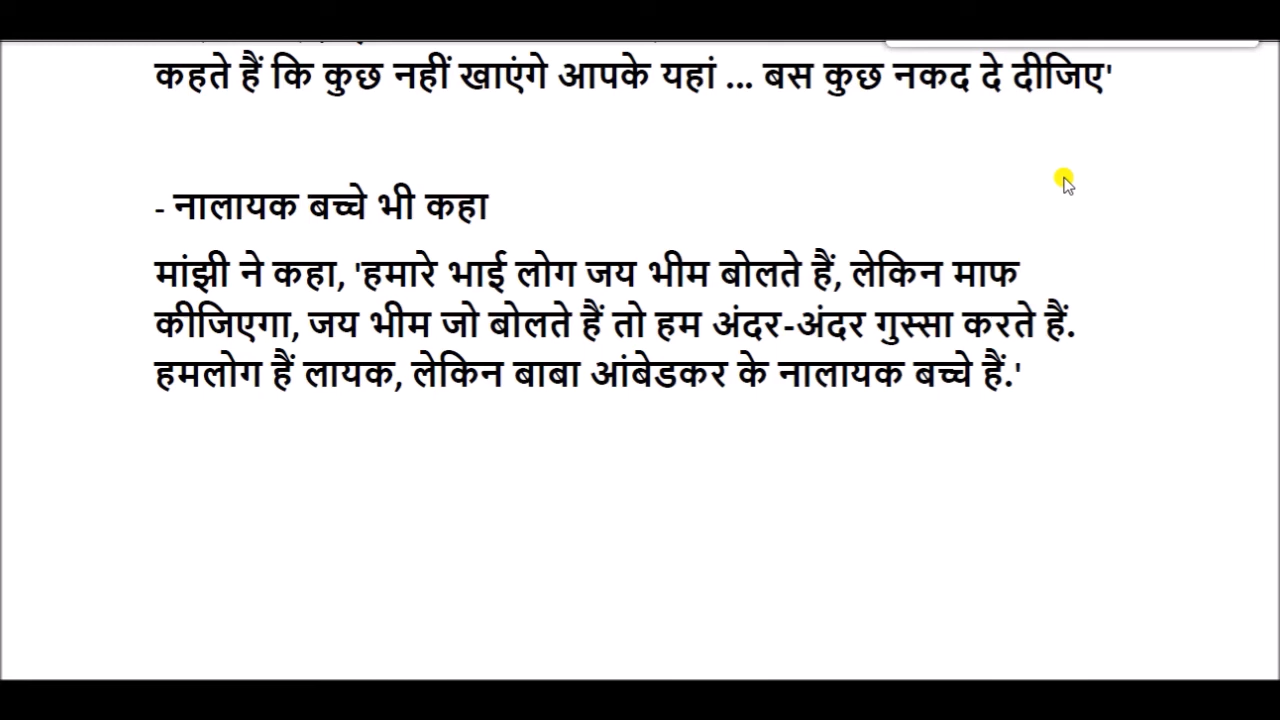 कहते हैं कि कुछ नहीं खाएंगे आपके यहां ... बस कुछ नकद दे दीजिए'
- नालायक बच्चे भी कहा
मांझी ने कहा, 'हमारे भाई लोग जय भीम बोलते हैं, लेकिन माफ
कीजिएगा, जय भीम जो बोलते हैं तो हम अंदर-अंदर गुस्सा करते हैं.
हमलोग हैं लायक, लेकिन बाबा आंबेडकर के नालायक बच्चे हैं.'